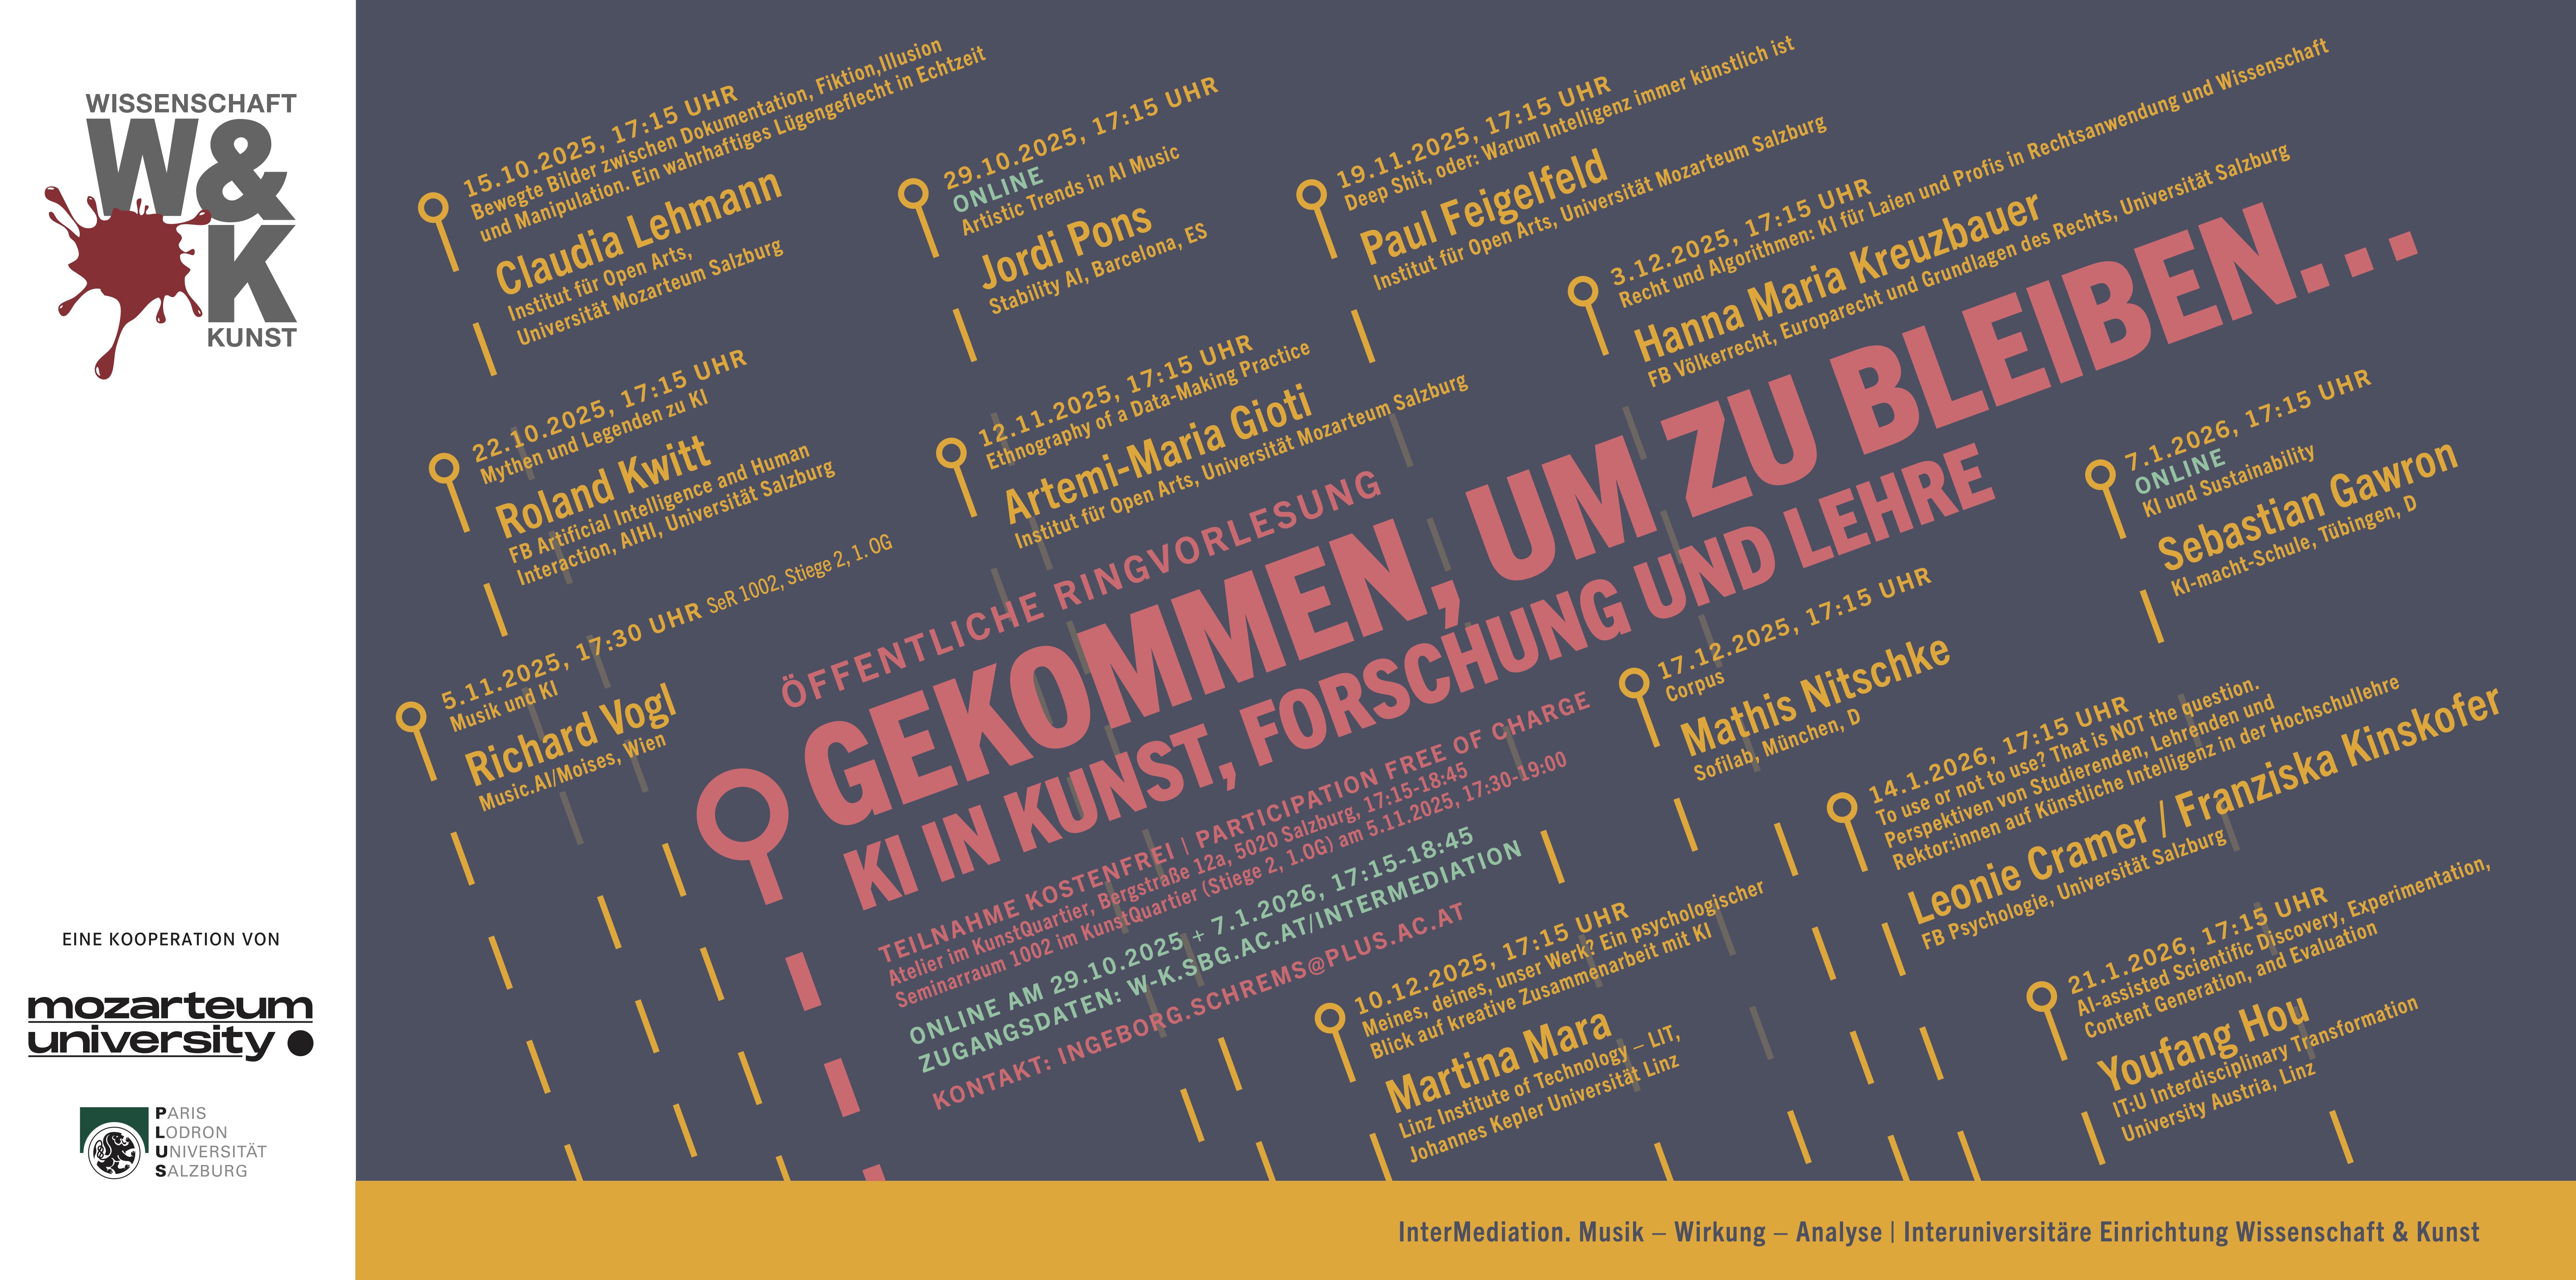 WISSENSCHAFT
W&
K
KUNST
EINE KOOPERATION VON
mozarteum
university
PARIS
LODRON
UNIVERSITÄT
SALZBURG
15.10.2025, 17:15 UHR
Bewegte Bilder zwischen Dokumentation, Fiktion,Illusion
und Manipulation. Ein wahrhaftiges Lügengeflecht in Echtzeit
Claudia Lehmann
Institut für Open Arts,
Universität Mozarteum Salzburg
22.10.2025, 17:15 UHR
Mythen und Legenden zu KI
Roland Kwitt
FB Artificial Intelligence and Human
Interaction, AIHI, Universität Salzburg
5.11.2025, 17:30 UHR SeR 1002, Stiege 2, 1. OG
Musik und KI
Richard Vogl
Music.AI/Moises, Wien
29.10.2025, 17:15 UHR
ONLINE
Artistic Trends in AI Music
Jordi Pons
Stability AI, Barcelona, ES
12.11.2025, 17:15 UHR
Ethnography of a Data-Making Practice
Artemi-Maria Gioti
Institut für Open Arts, Universität Mozarteum Salzburg
19.11.2025, 17:15 UHR
Deep Shit, oder: Warum Intelligenz immer künstlich ist
Paul Feigelfeld
Institut für Open Arts, Universität Mozarteum Salzburg
3.12.2025, 17:15 UHR
Recht und Algorithmen: KI für Laien und Profis in Rechtsanwendung und Wissenschaft
Hanna Maria Kreuzbauer
FB Völkerrecht, Europarecht und Grundlagen des Rechts, Universität Salzburg
ÖFFENTLICHE RINGVORLESUNG
GEKOMMEN, UM ZU BLEIBEN...
KI IN KUNST, FORSCHUNG UND LEHRE
TEILNAHME KOSTENFREI | PARTICIPATION FREE OF CHARGE
Atelier im KunstQuartier, Bergstraße 12a, 5020 Salzburg, 17:15-18:45
Seminarraum 1002 im KunstQuartier (Stiege 2, 1.OG) am 5.11.2025, 17:30-19:00
ONLINE AM 29.10.2025 + 7.1.2026, 17:15-18:45
ZUGANGSDATEN: W-K.SBG.AC.AT/INTERMEDIATION
KONTAKT: INGEBORG.SCHREMS@PLUS.AC.AT
10.12.2025, 17:15 UHR
Meines, deines, unser Werk? Ein psychologischer
Blick auf kreative Zusammenarbeit mit KI
Martina Mara
Linz Institute of Technology – LIT,
Johannes Kepler Universität Linz
17.12.2025, 17:15 UHR
Corpus
Mathis Nitschke
Sofilab, München, D
7.1.2026, 17:15 UHR
ONLINE
KI und Sustainability
Sebastian Gawron
KI-macht-Schule, Tübingen, D
14.1.2026, 17:15 UHR
To use or not to use? That is NOT the question.
Perspektiven von Studierenden, Lehrenden und
Rektor:innen auf Künstliche Intelligenz in der Hochschullehre
Leonie Cramer / Franziska Kinskofer
FB Psychologie, Universität Salzburg
21.1.2026, 17:15 UHR
AI-assisted Scientific Discovery, Experimentation,
Content Generation, and Evaluation
Youfang Hou
IT:U Interdisciplinary Transformation
University Austria, Linz
InterMediation. Musik – Wirkung – Analyse | Interuniversitäre Einrichtung Wissenschaft & Kunst